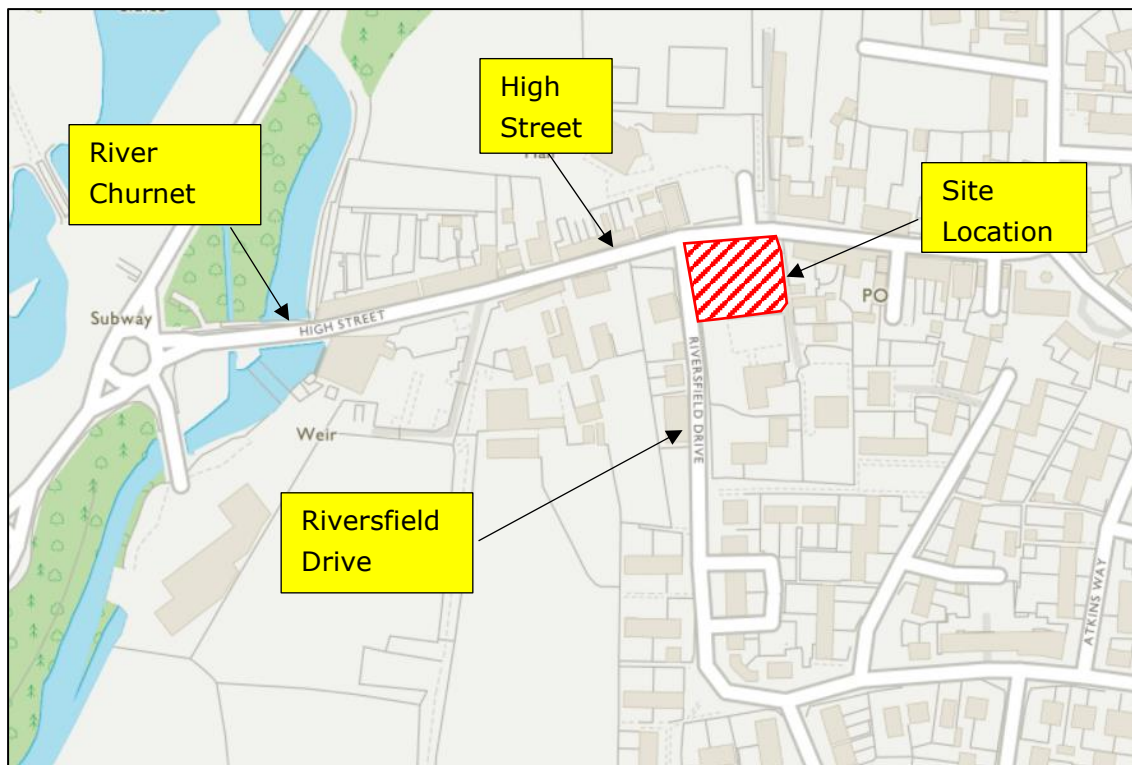 High
Street
River
Churnet
Site
Location
PO
Subway
HIGH STREET
RIVERSFIELD DRIVE
Weir
Riversfield
Drive
ATKINS WAY